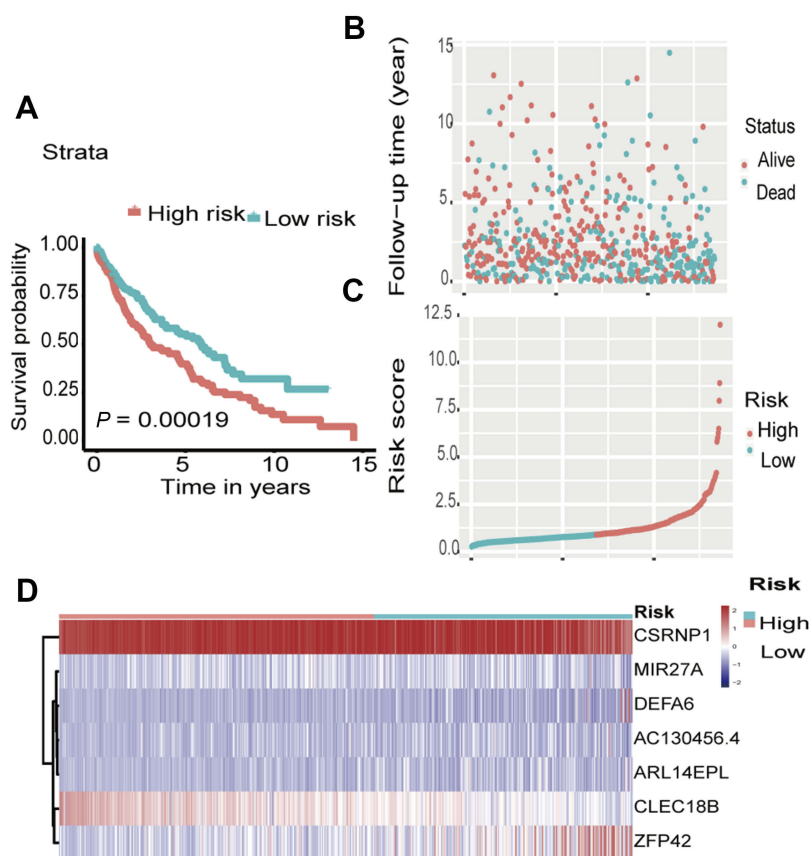 A
Strata
High risk Low risk
Survival probability
1.00
0.75
0.50
0.25
0.00
P = 0.00019
0 5 10 15
Time in years
B
Follow-up time (year)
15
10
5
0
Status
Alive
Dead
C
Risk score
12.5
10.0
7.5
5.0
2.5
0.0
Risk
High
Low
D
Risk
CSRNP1
MIR27A
DEFA6
AC130456.4
ARL14EPL
CLEC18B
ZFP42
2
1
0
-1
-2
Risk
High
Low